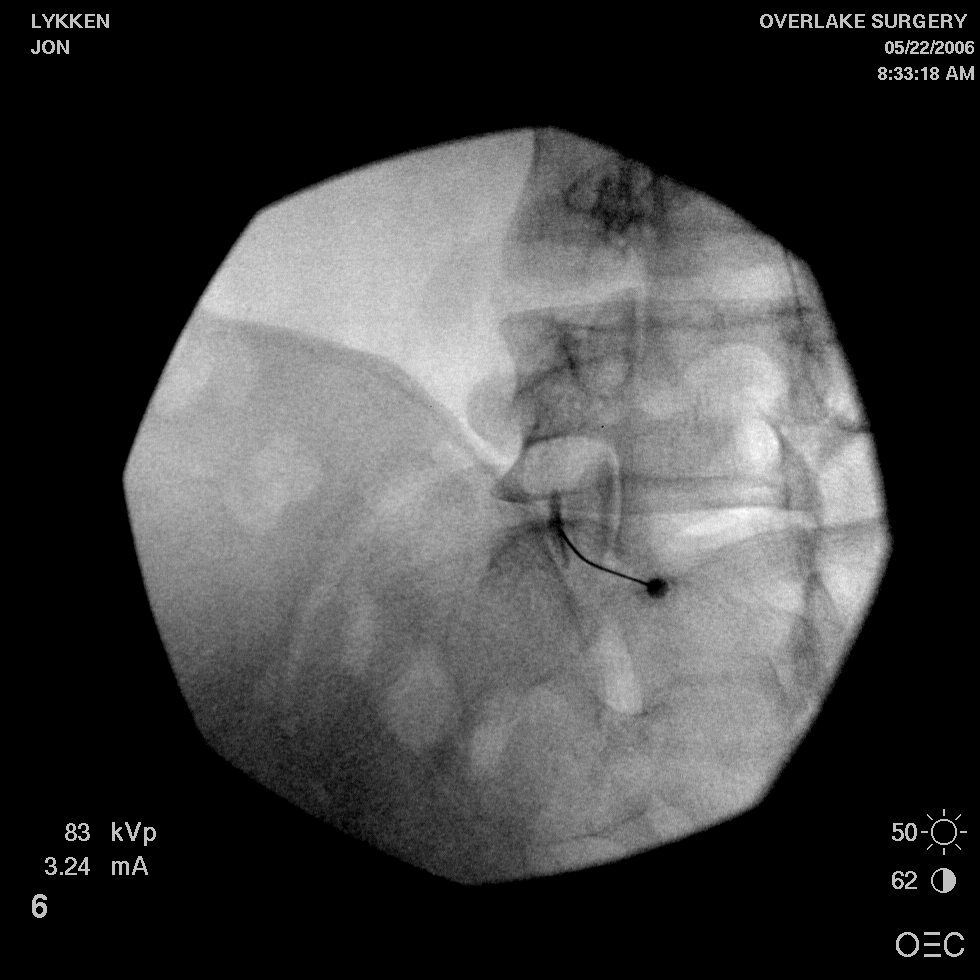 LYKKEN
JON
OVERLAKE SURGERY
05/22/2006
8:33:18 AM
83 kVp
3.24 mA
6
50
62
OEC